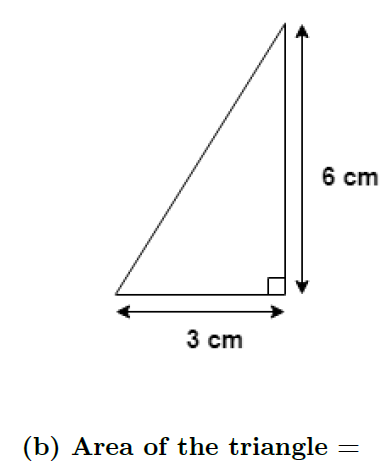 6 cm
3 cm
(b) Area of the triangle =